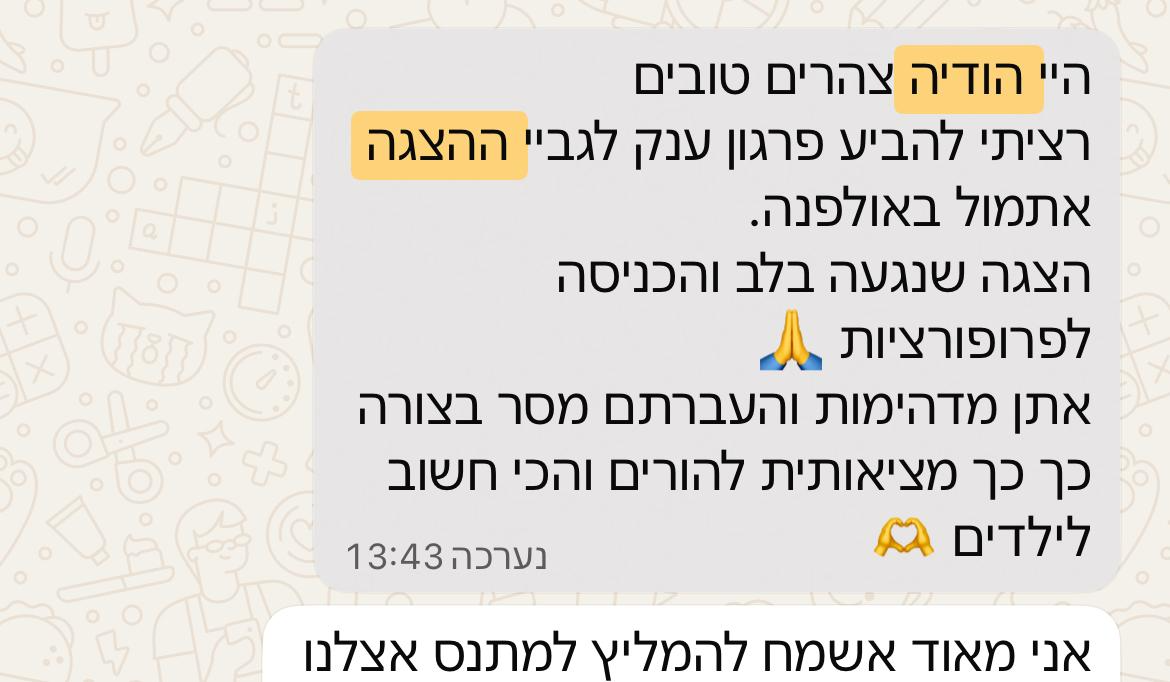 היי הודיה צהרים טובים
רציתי להביע פרגון ענק לגביי ההצגה
אתמול באולפנה.
הצגה שנגעה בלב והכניסה
לפרופורציות 🙏
אתן מדהימות והעברתם מסר בצורה
כך כך מציאותית להורים והכי חשוב
לילדים 🫶
נערכה 13:43
אני מאוד אשמח להמליץ למתנס אצלנו